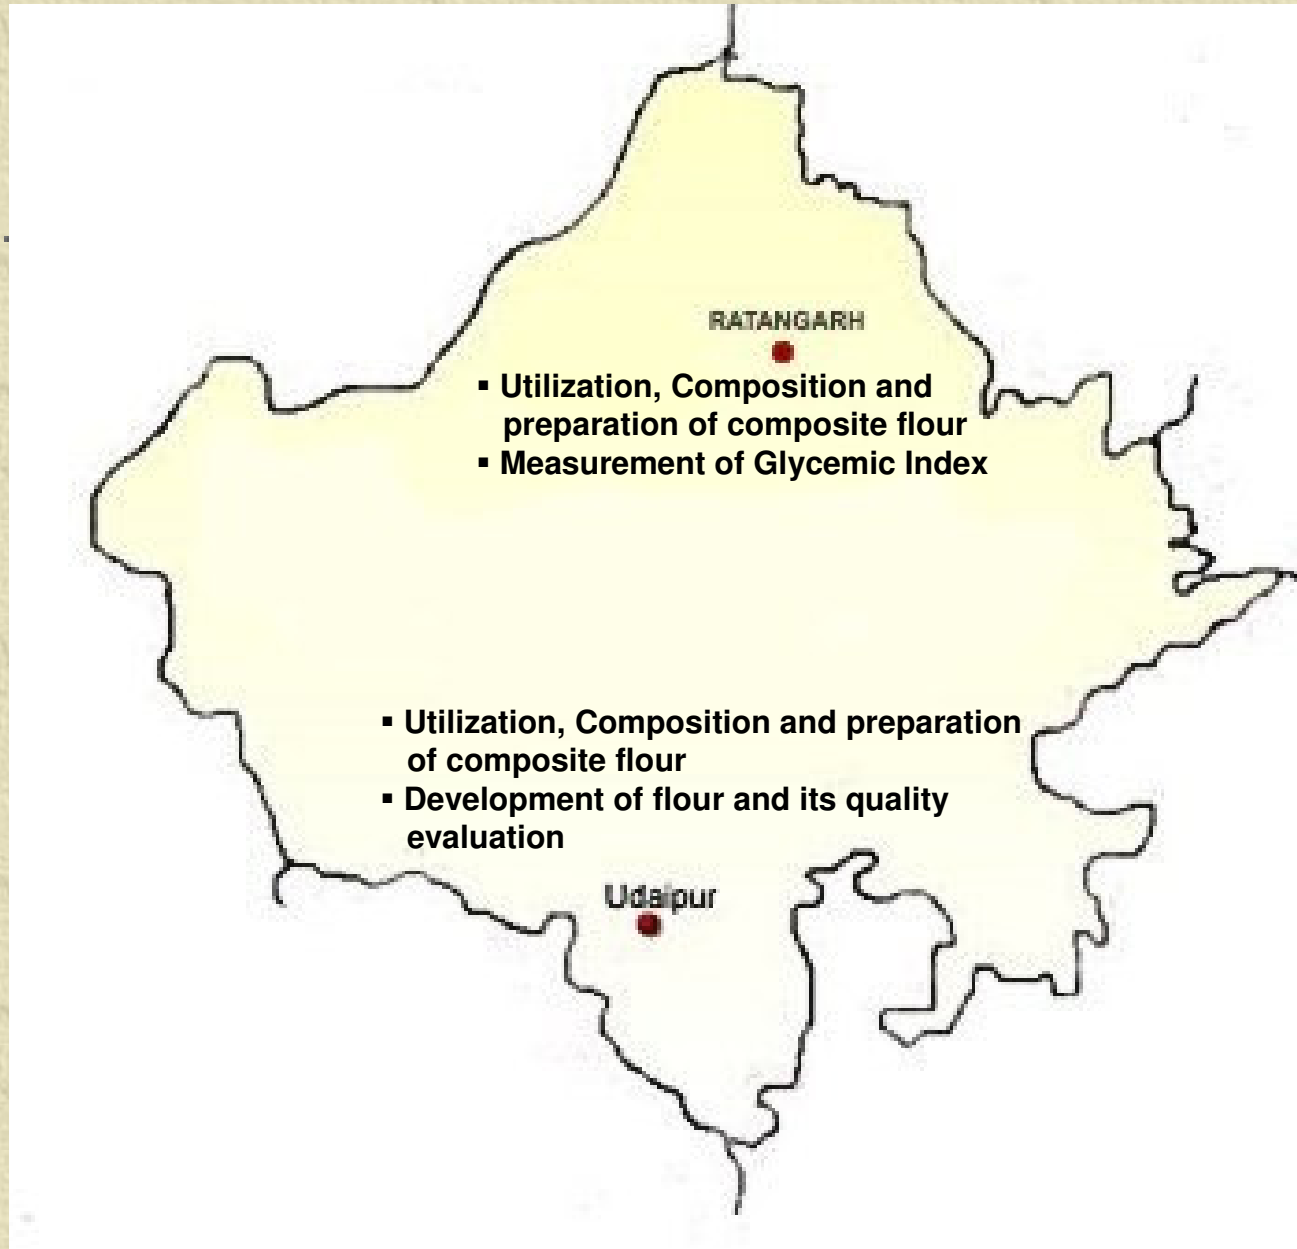 RATANGARH
▪ Utilization, Composition and
preparation of composite flour
▪ Measurement of Glycemic Index
▪ Utilization, Composition and preparation
of composite flour
▪ Development of flour and its quality
evaluation
Udaipur